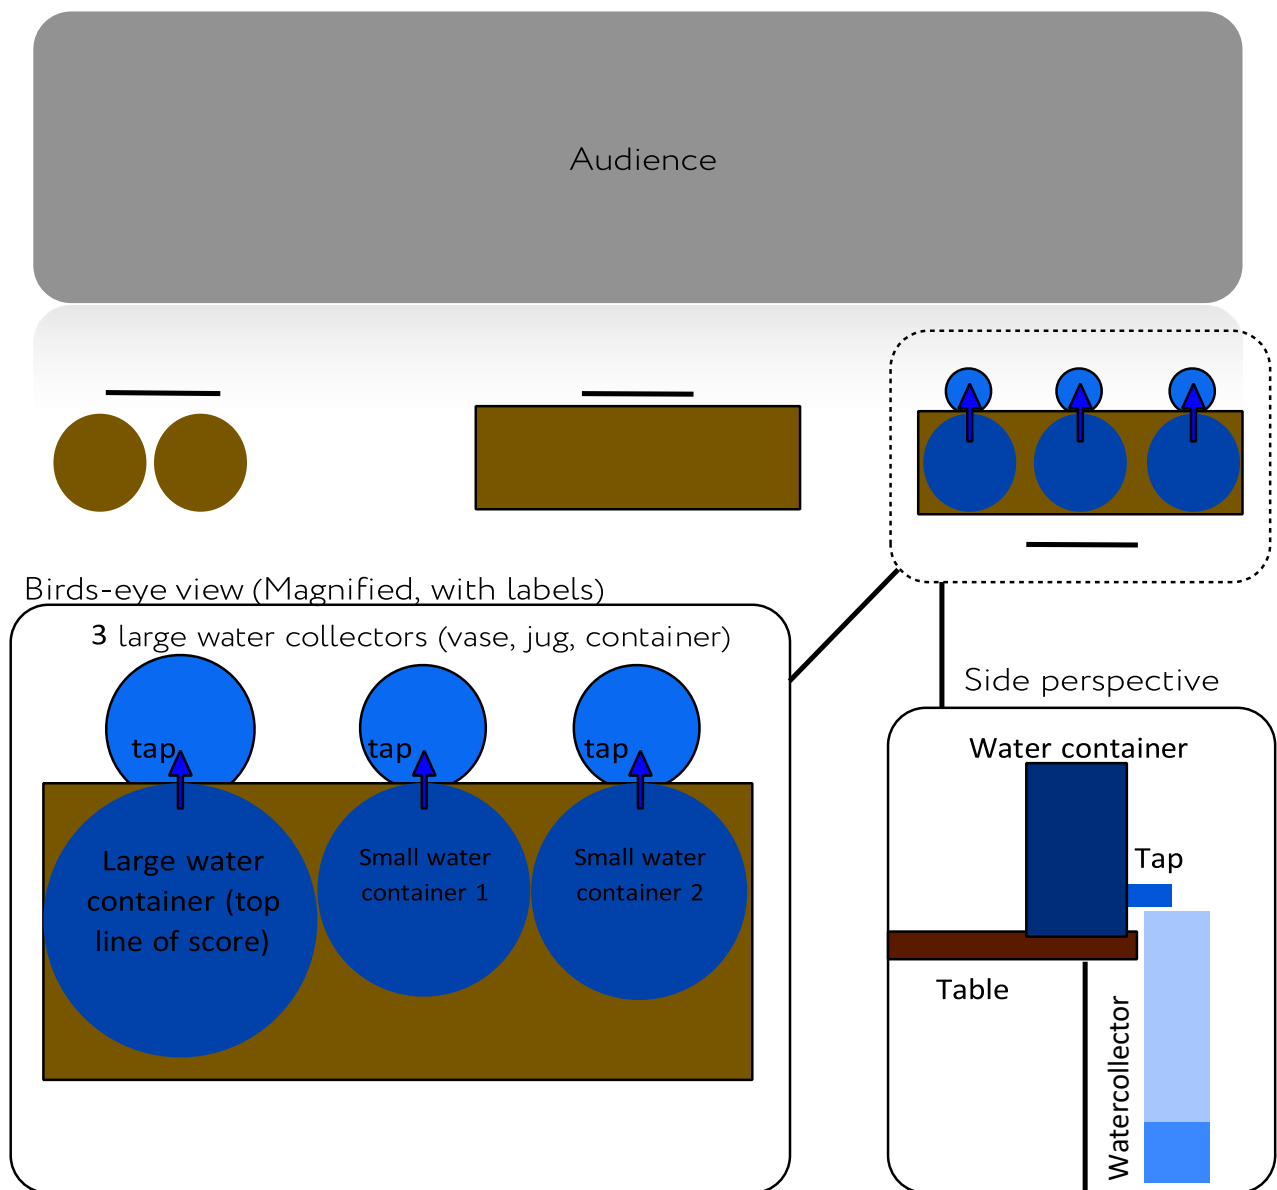 Audience
Birds-eye view (Magnified, with labels)
3 large water collectors (vase, jug, container)
tap
tap
tap
Large water
container (top
line of score)
Small water
container 1
Small water
container 2
Side perspective
Water container
Tap
Table
Watercollector